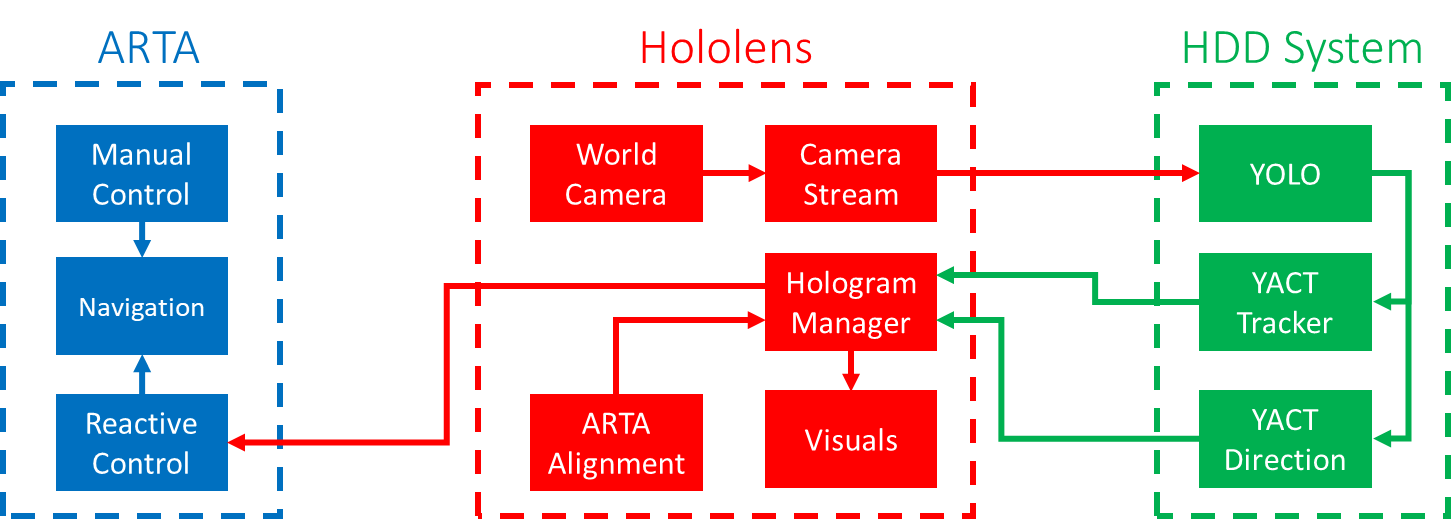 ARTA
Manual
Control
Navigation
Reactive
Control
Hololens
World
Camera
Camera
Stream
Hologram
Manager
ARTA
Alignment
Visuals
HDD System
YOLO
YACT
Tracker
YACT
Direction